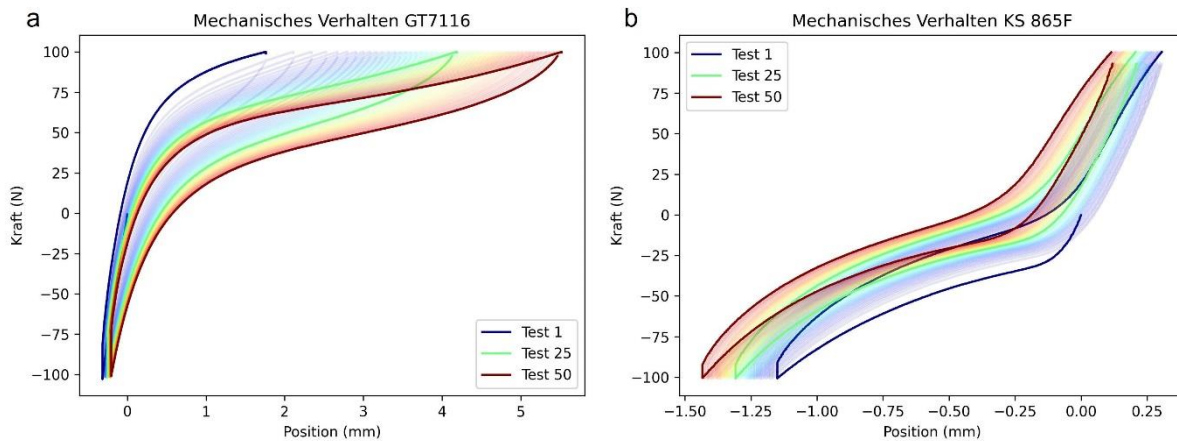 a
Mechanisches Verhalten GT7116
Kraft (N)
100
75
50
25
0
−25
−50
−75
−100
0
1
2
3
4
5
Position (mm)
Test 1
Test 25
Test 50
b
Mechanisches Verhalten KS 865F
Kraft (N)
100
75
50
25
0
−25
−50
−75
−100
−1.50
−1.25
−1.00
−0.75
−0.50
−0.25
0.00
0.25
Position (mm)
Test 1
Test 25
Test 50